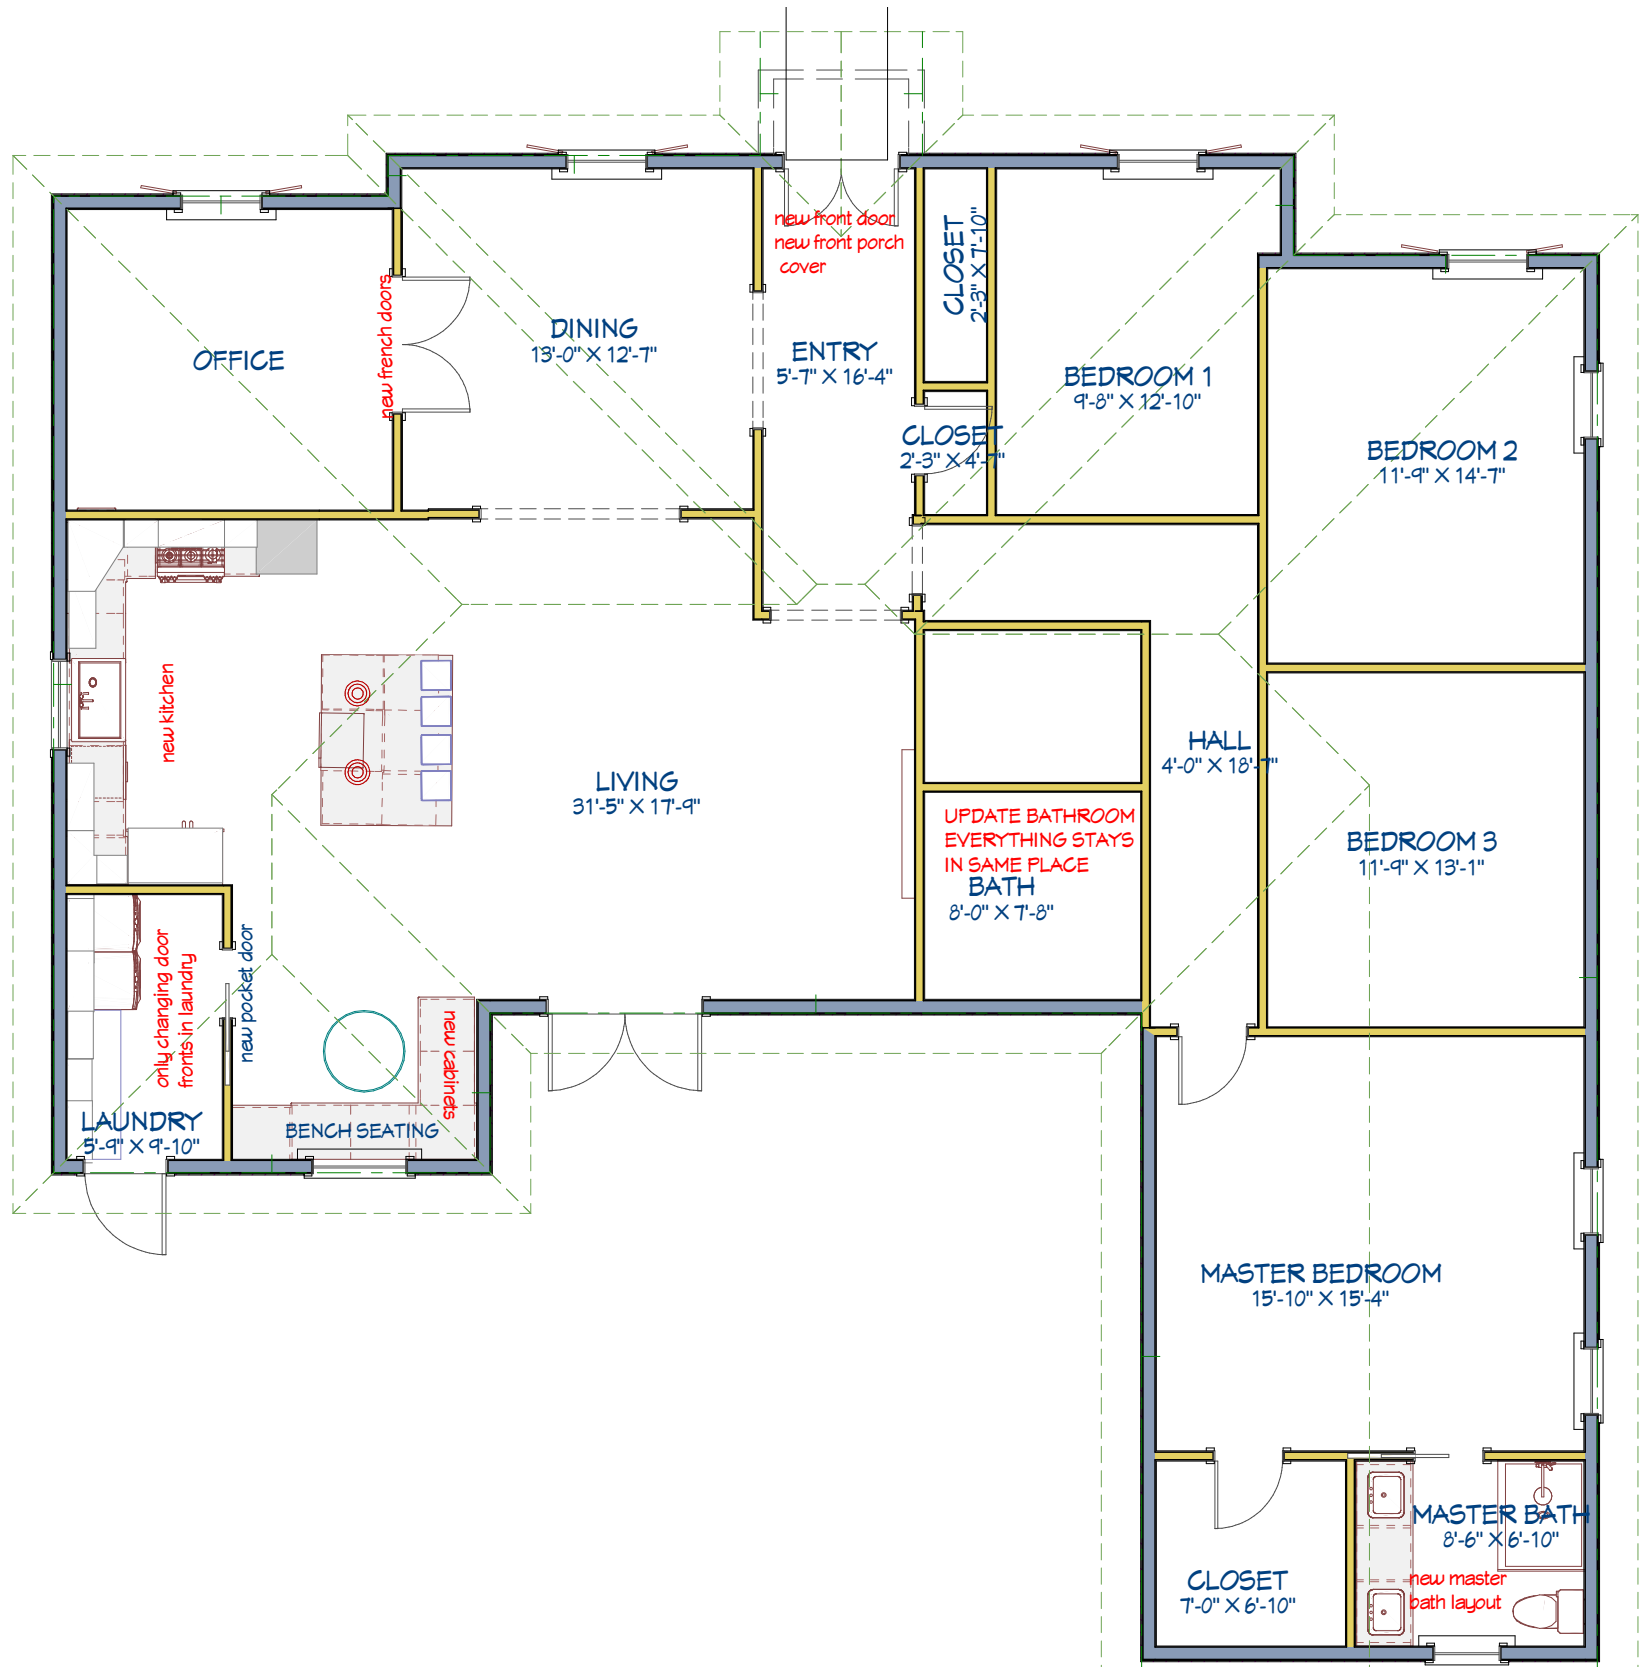 new front door
new front porch
cover
CLOSET
2'-3" X 7'-10"
new french doors
DINING
13'-0" X 12'-7"
OFFICE
ENTRY
5'-7" X 16'-4"
BEDROOM 1
9'-8" X 12'-10"
CLOSET
2'-3" X 4'-7"
BEDROOM 2
11'-9" X 14'-7"
new kitchen
LIVING
31'-5" X 17'-9"
HALL
4'-0" X 18'-7"
UPDATE BATHROOM
EVERYTHING STAYS
IN SAME PLACE
BATH
8'-0" X 7'-8"
BEDROOM 3
11'-9" X 13'-1"
only changing door
fronts in laundry
new pocket door
new cabinets
LAUNDRY
5'-9" X 9'-10"
BENCH SEATING
MASTER BEDROOM
15'-10" X 15'-4"
MASTER BATH
8'-6" X 6'-10"
CLOSET
7'-0" X 6'-10"
new master
bath layout